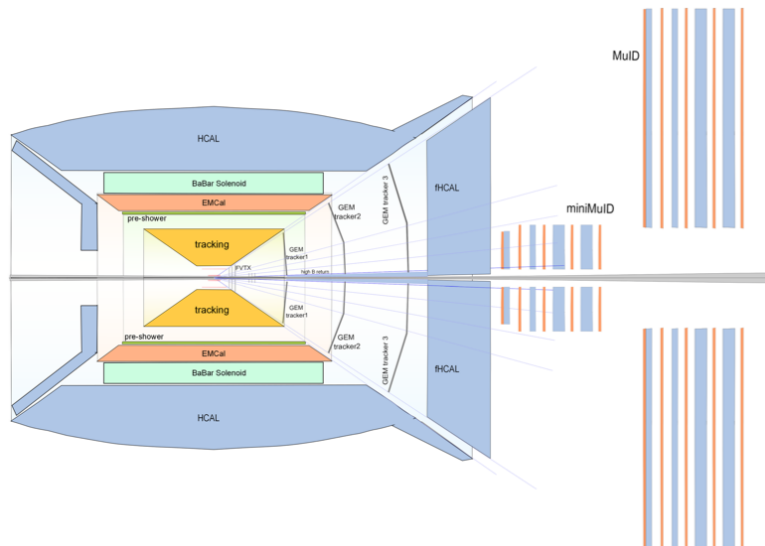 MuID
HCAL
BaBar Solenoid
EMCal
pre-shower
GEM
tracker2
GEM tracker 3
fHCAL
miniMuID
tracking
GEM
tracker1
FVTX
high B return
tracking
GEM
tracker1
pre-shower
GEM
tracker2
GEM tracker 3
EMCal
BaBar Solenoid
fHCAL
HCAL